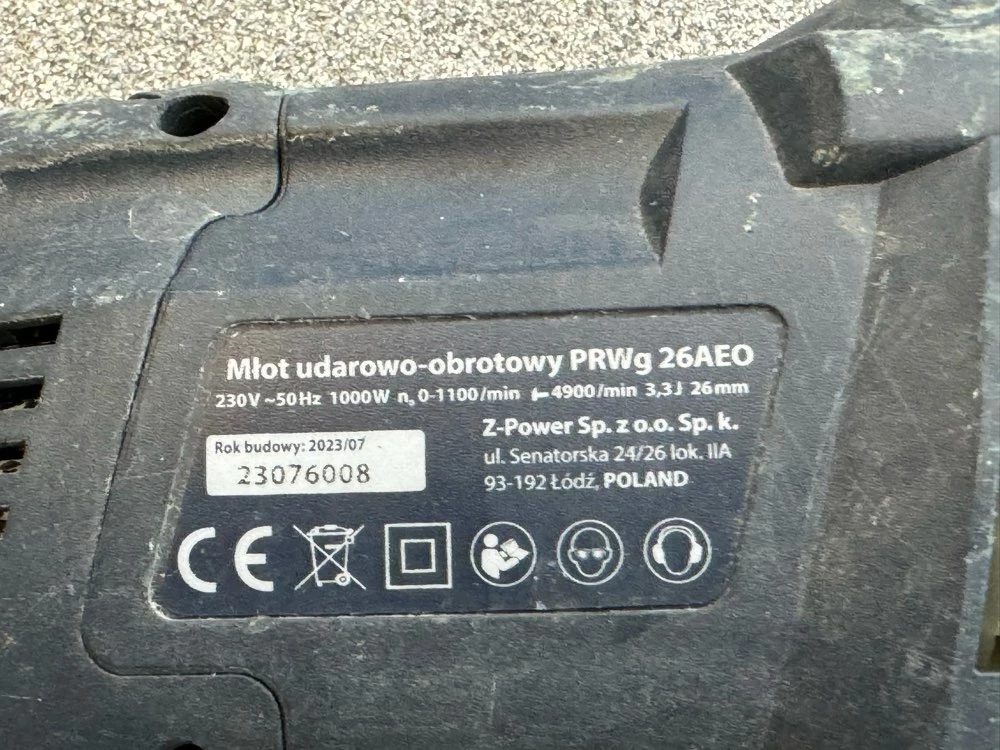 Młot udarowo-obrotowy PRWg 26AEO
230V ~50Hz 1000W n₀ 0-1100/min 4900/min 3,3J 26mm
Z-Power Sp. z o.o. Sp. k.
ul. Senatorska 24/26 lok. IIA
93-192 Łódź, POLAND
Rok budowy: 2023/07
23076008
CE